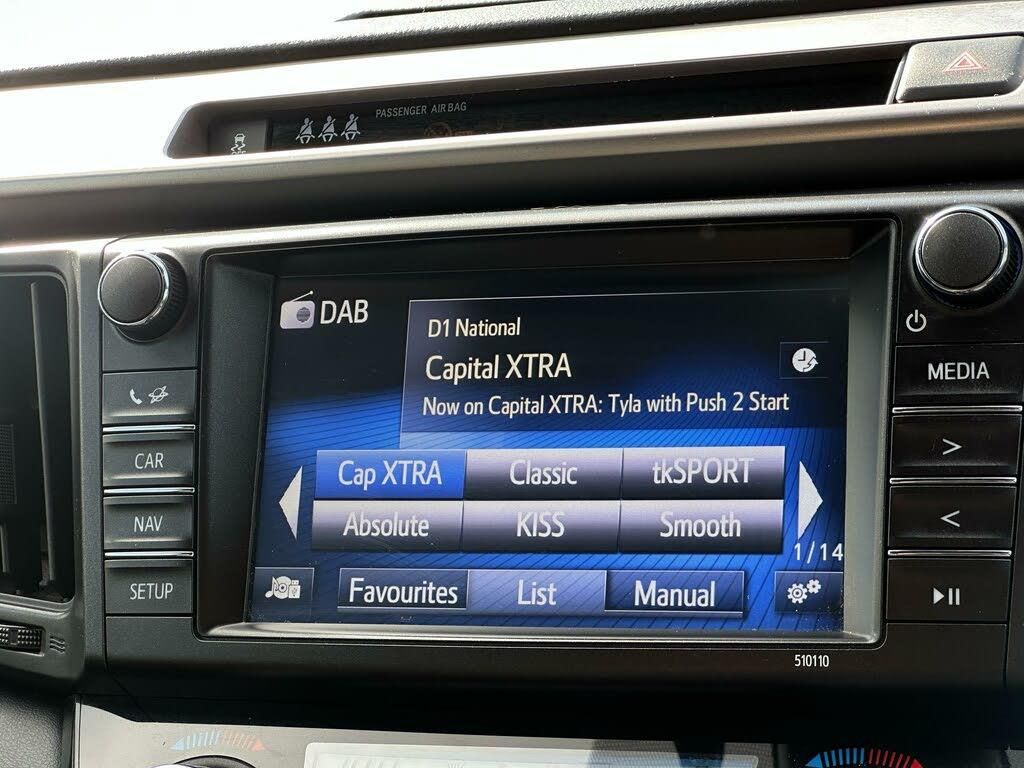 PASSENGER AIR BAG
OFF
DAB
D1 National
Capital XTRA
Now on Capital XTRA: Tyla with Push 2 Start
MEDIA
>
<
CAR
NAV
SETUP
Cap XTRA Classic tkSPORT
Absolute KISS Smooth
1/14
Favourites List Manual
510110